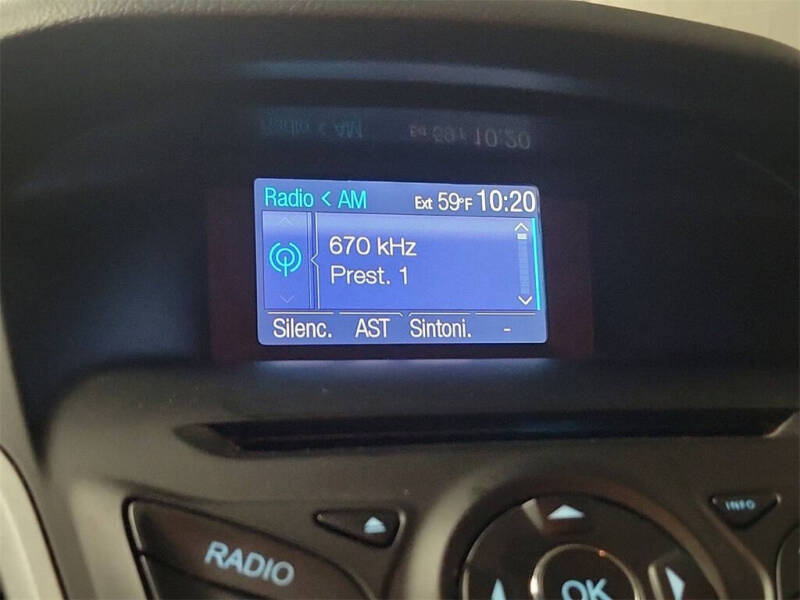 Radio < AM Ext 59°F 10:20
670 kHz
Prest. 1
Silenc. AST Sintoni. -
INFO
RADIO
OK